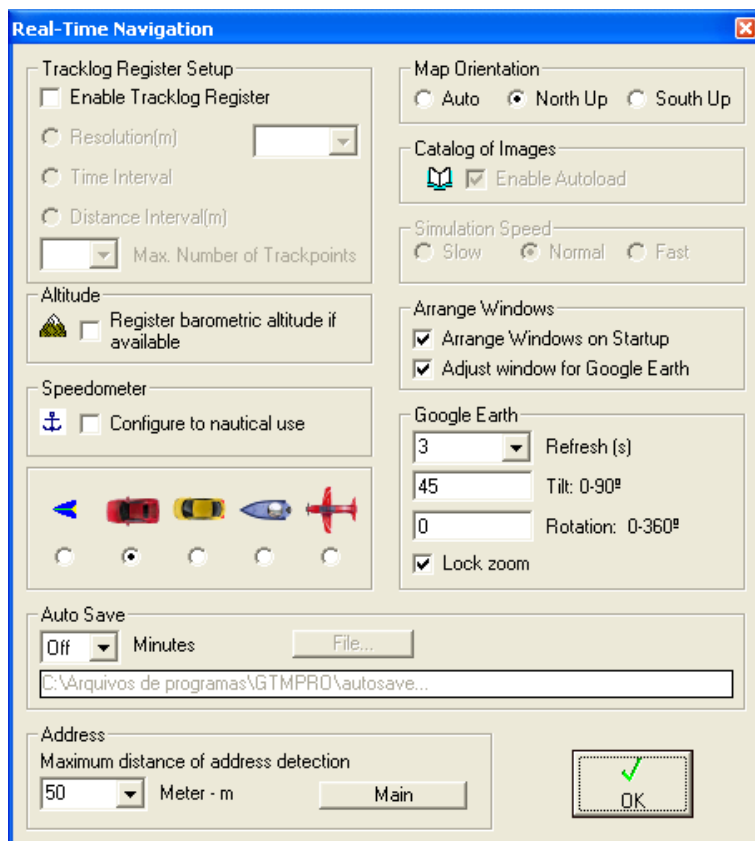 Real-Time Navigation
Tracklog Register Setup
Enable Tracklog Register
Resolution(m)
Time Interval
Distance Interval(m)
Max. Number of Trackpoints
Altitude
Register barometric altitude if
available
Speedometer
Configure to nautical use
Map Orientation
Auto North Up South Up
Catalog of Images
Enable Autoload
Simulation Speed
Slow Normal Fast
Arrange Windows
Arrange Windows on Startup
Adjust window for Google Earth
Google Earth
3 Refresh (s)
45 Tilt: 0-90º
0 Rotation: 0-360º
Lock zoom
Auto Save
Off Minutes File...
C:\Arquivos de programas\GTMPRO\autosave...
Address
Maximum distance of address detection
50 Meter - m Main
OK